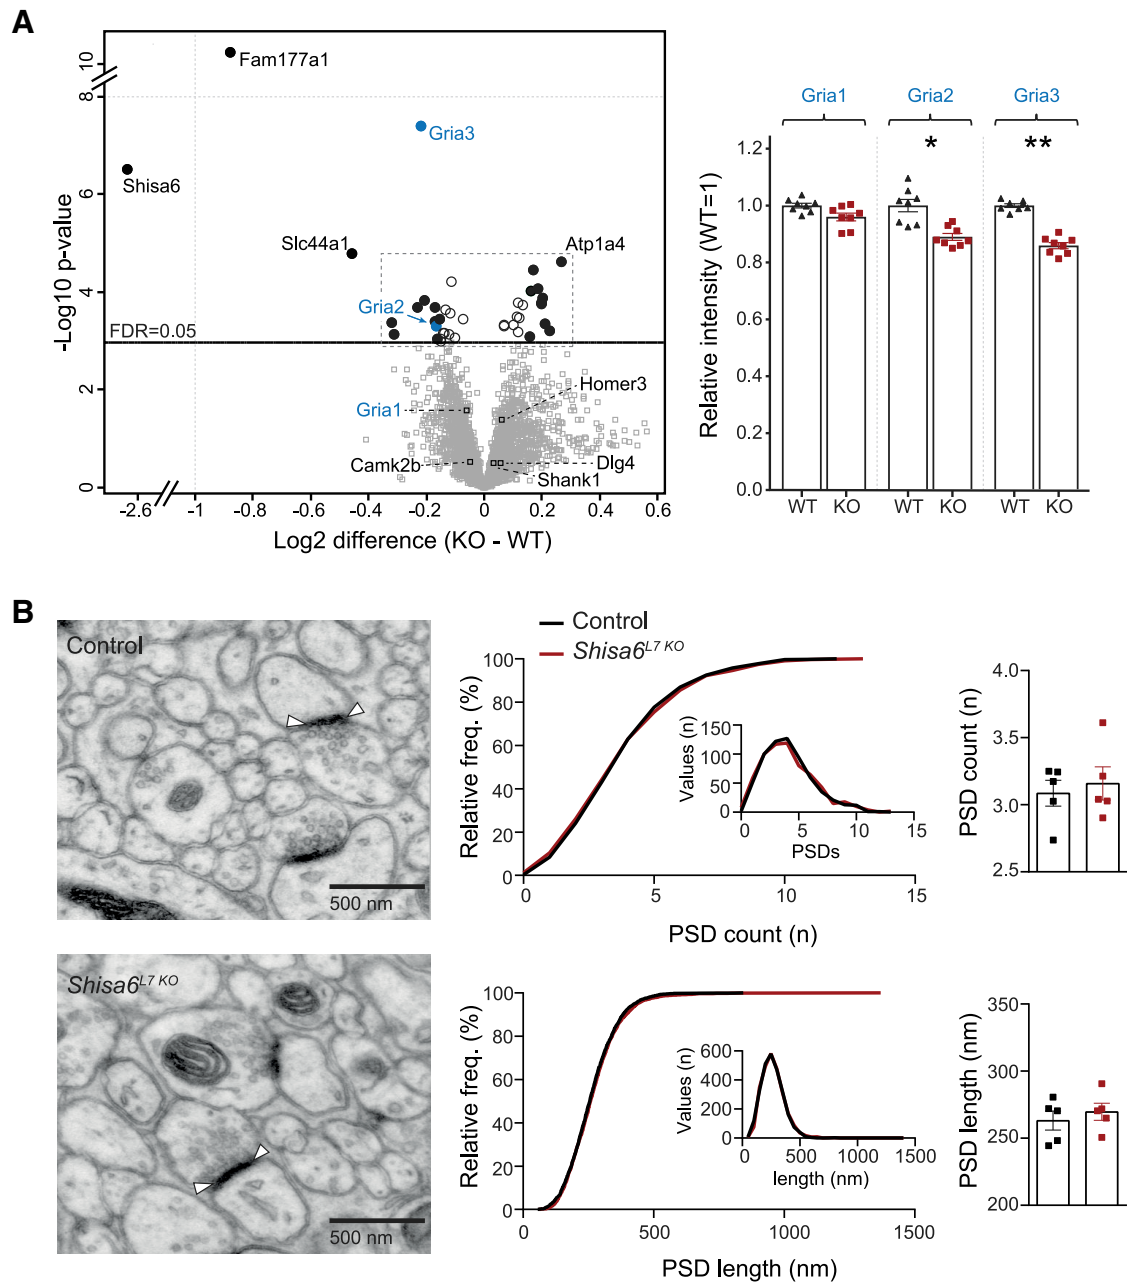 A
-Log10 p-value
10
8
6
4
2
0
Fam177a1
Gria3
Shisa6
Slc44a1
Atp1a4
Gria2
FDR=0.05
Gria1
Homer3
Camk2b
Dlg4
Shank1
-2.6 -1 -0.8 -0.6 -0.4 -0.2 0 0.2 0.4 0.6
Log2 difference (KO - WT)
Gria1 Gria2 Gria3
* **
Relative intensity (WT=1)
1.2
1.0
0.8
0.6
0.4
0.2
0.0
WT KO WT KO WT KO
B
Control
500 nm
Control
Shisa6L7 KO
Relative freq. (%)
100
80
60
40
20
0
0 5 10 15
PSD count (n)
Values (n)
150
100
50
0
0 5 10 15
PSDs
PSD count (n)
4.0
3.5
3.0
2.5
Shisa6L7 KO
500 nm
Relative freq. (%)
100
80
60
40
20
0
0 500 1000 1500
PSD length (nm)
Values (n)
600
400
200
0
0 500 1000 1500
length (nm)
PSD length (nm)
350
300
250
200